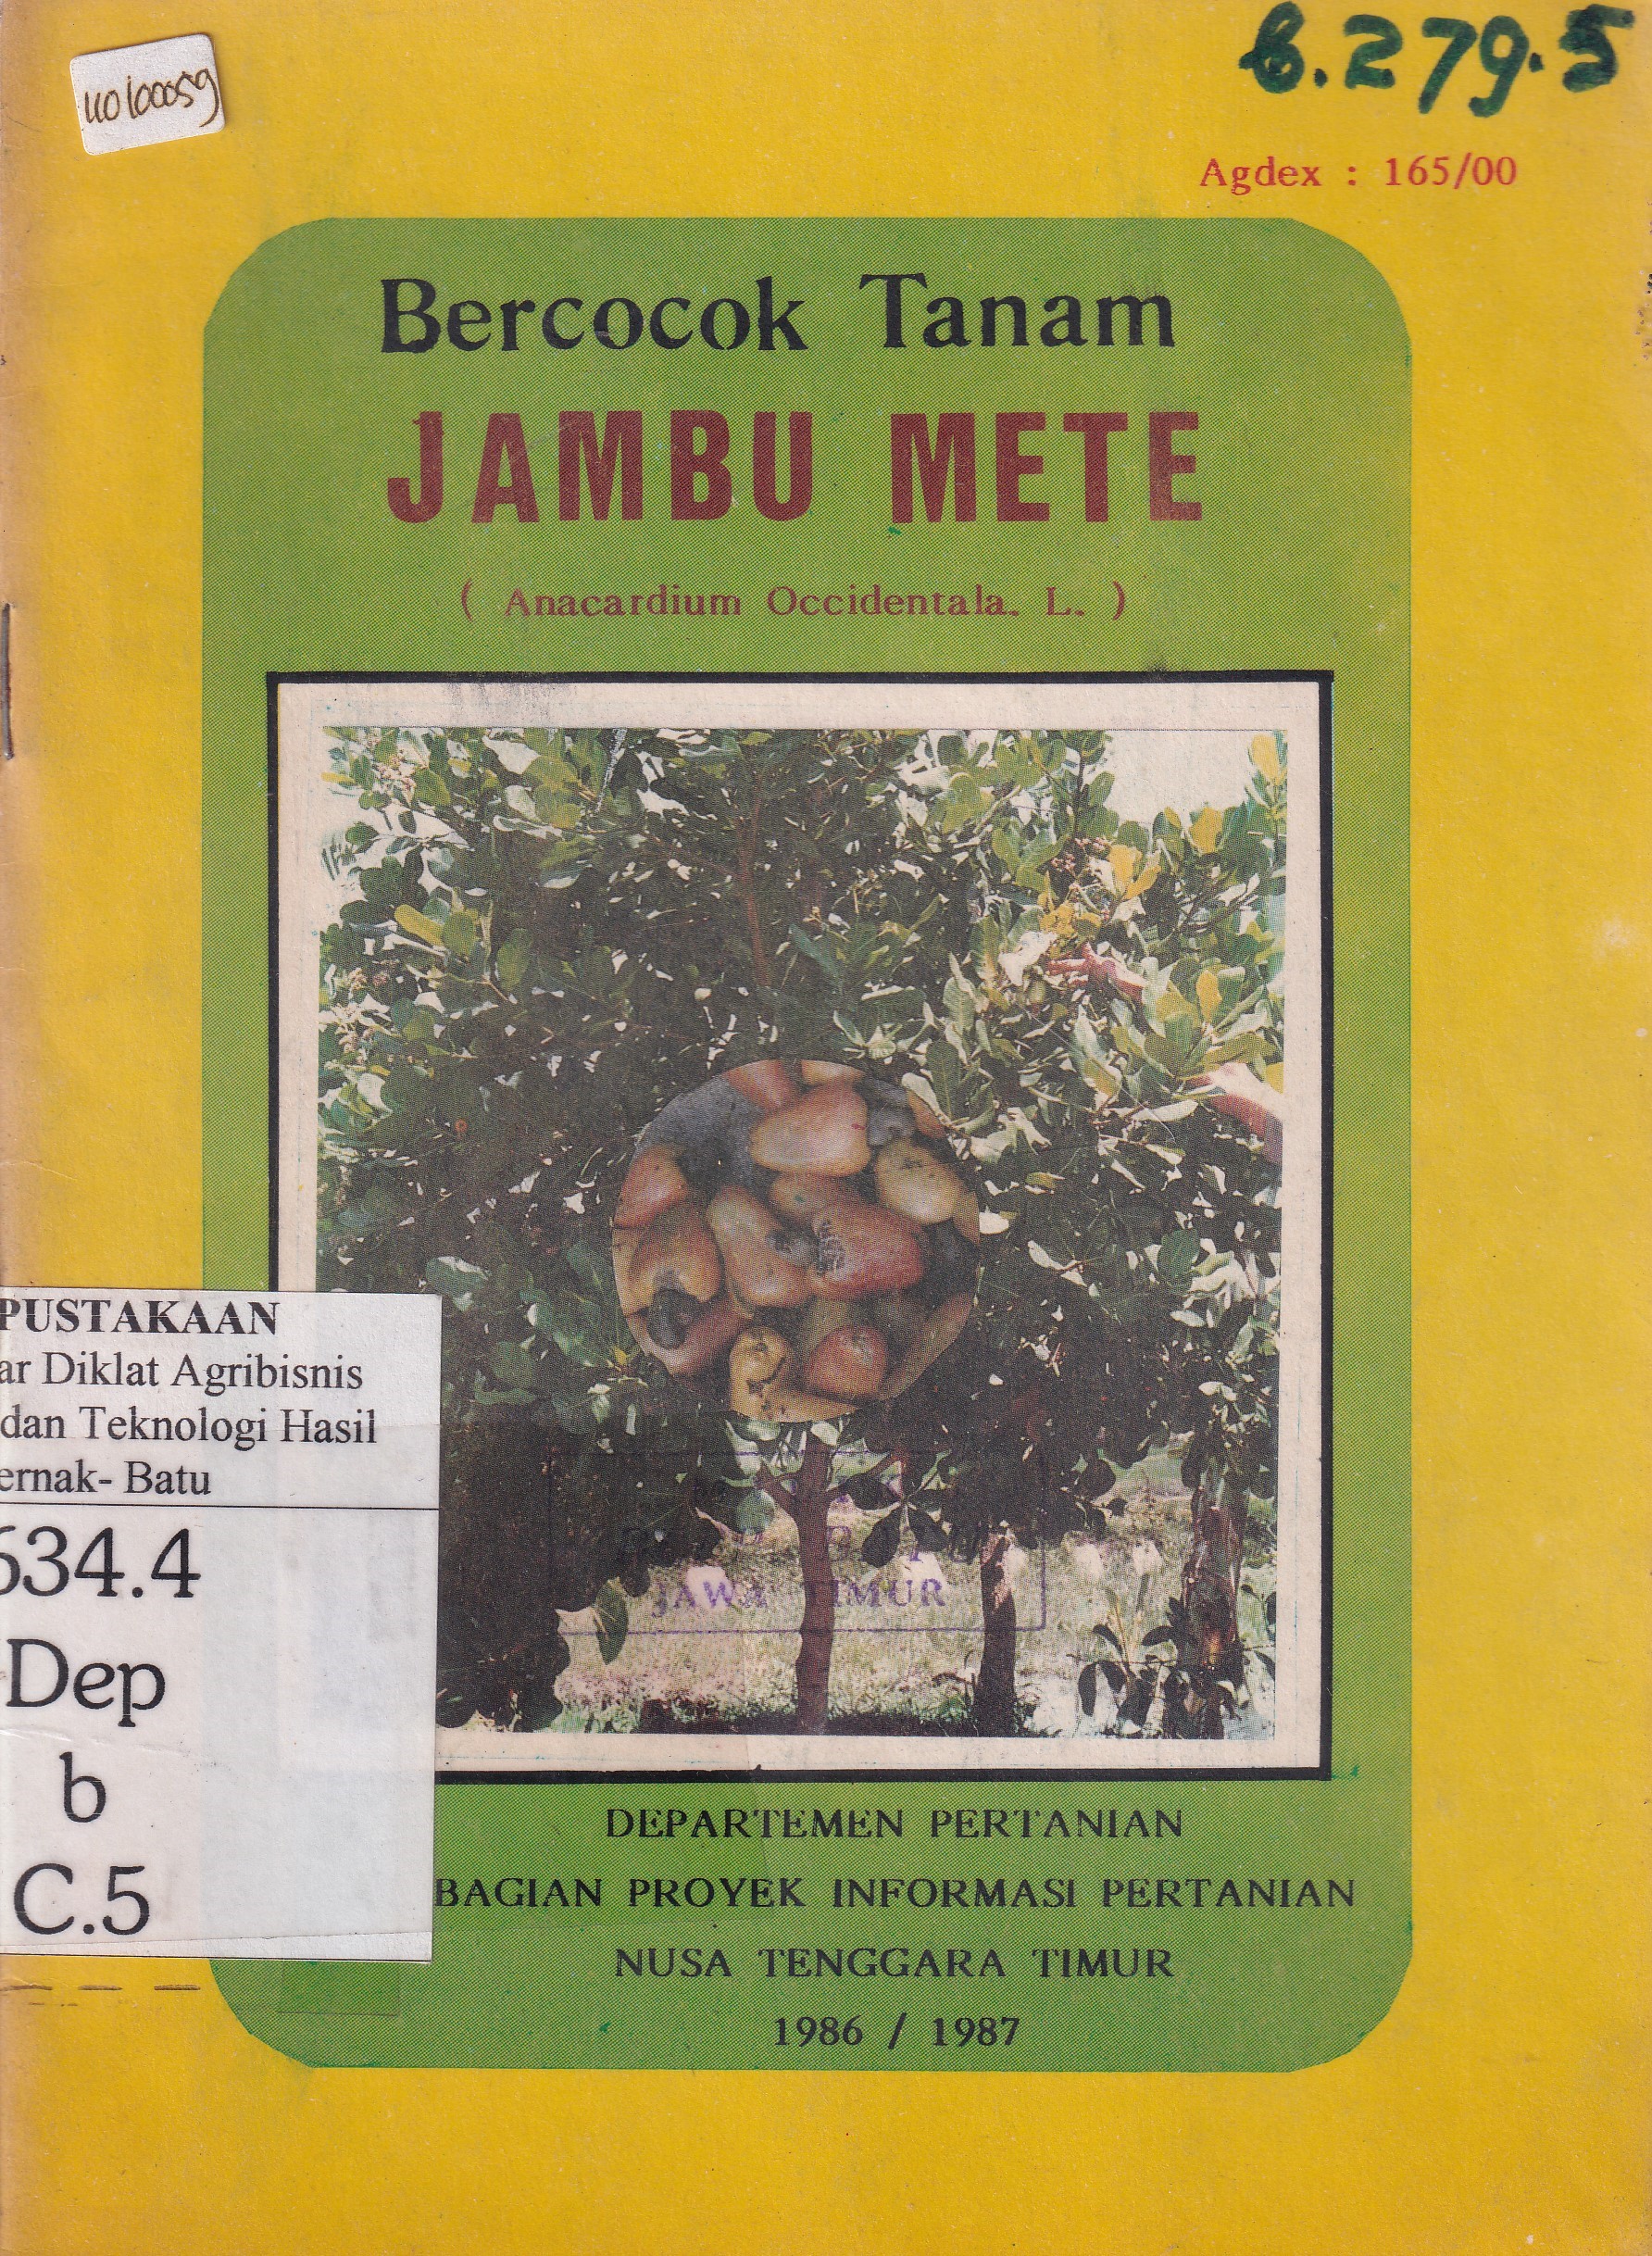 6.279.5
Agdex : 165/00
Bercocok Tanam
JAMBU METE
( Anacardium Occidentala. L. )
PUSTAKAAN
ar Diklat Agribisnis
dan Teknologi Hasil
ernak- Batu
634.4
Dep
b
C.5
JAWA TIMUR
DEPARTEMEN PERTANIAN
BAGIAN PROYEK INFORMASI PERTANIAN
NUSA TENGGARA TIMUR
1986 / 1987